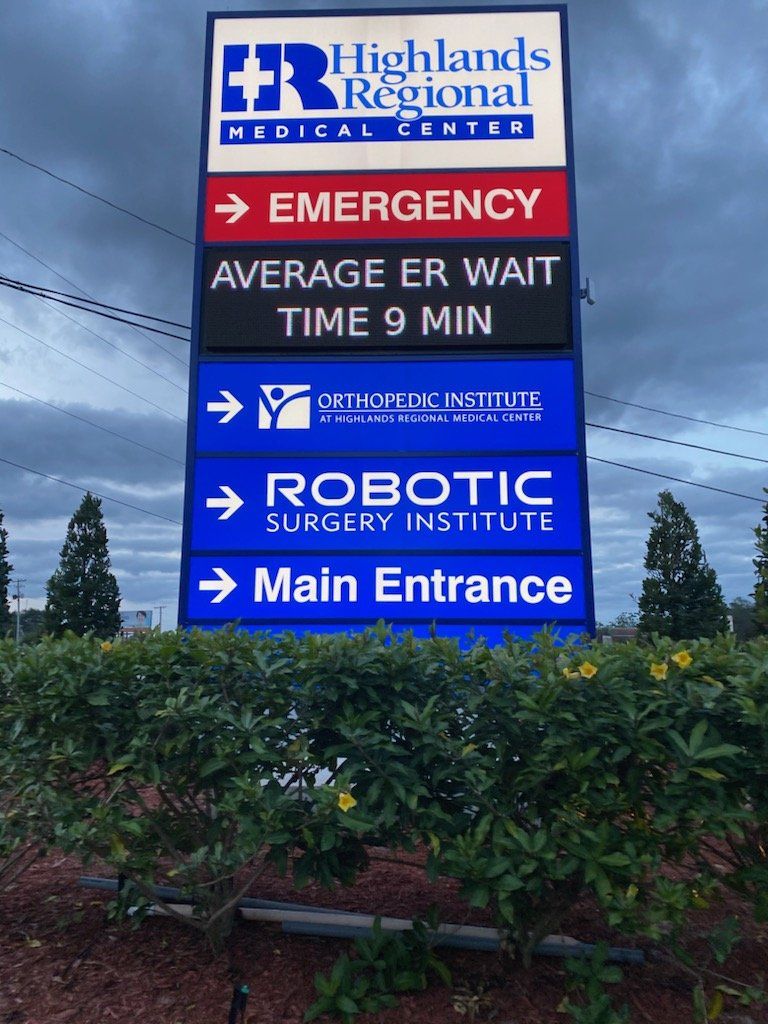 HR Highlands
Regional
MEDICAL CENTER
→ EMERGENCY
AVERAGE ER WAIT
TIME 9 MIN
→ ORTHOPEDIC INSTITUTE
AT HIGHLANDS REGIONAL MEDICAL CENTER
→ ROBOTIC
SURGERY INSTITUTE
→ Main Entrance